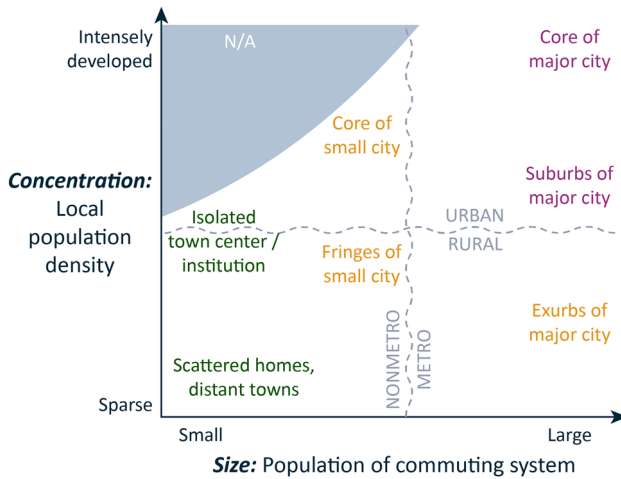 Intensely
developed
N/A
Core of
major city
Core of
small city
Concentration:
Local
population
density
Suburbs of
major city
Isolated
town center /
institution
URBAN
RURAL
Fringes of
small city
Exurbs of
major city
NONMETRO
METRO
Scattered homes,
distant towns
Sparse
Small
Large
Size: Population of commuting system